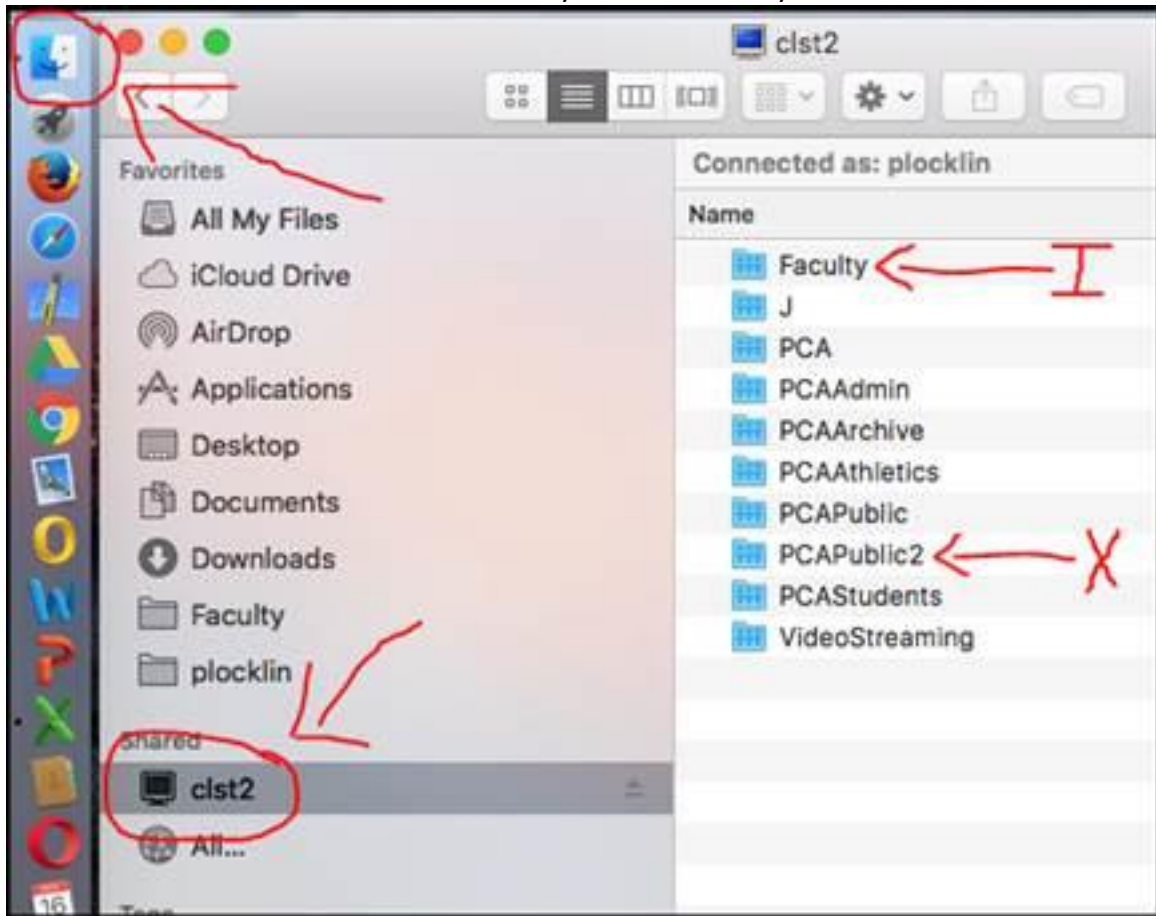 clst2
Favorites
All My Files
iCloud Drive
AirDrop
Applications
Desktop
Documents
Downloads
Faculty
plocklin
Shared
clst2
All...
Tags
16
Connected as: plocklin
Name
Faculty I
J
PCA
PCAAdmin
PCAArchive
PCAAthletics
PCAPublic
PCAPublic2 X
PCAStudents
VideoStreaming